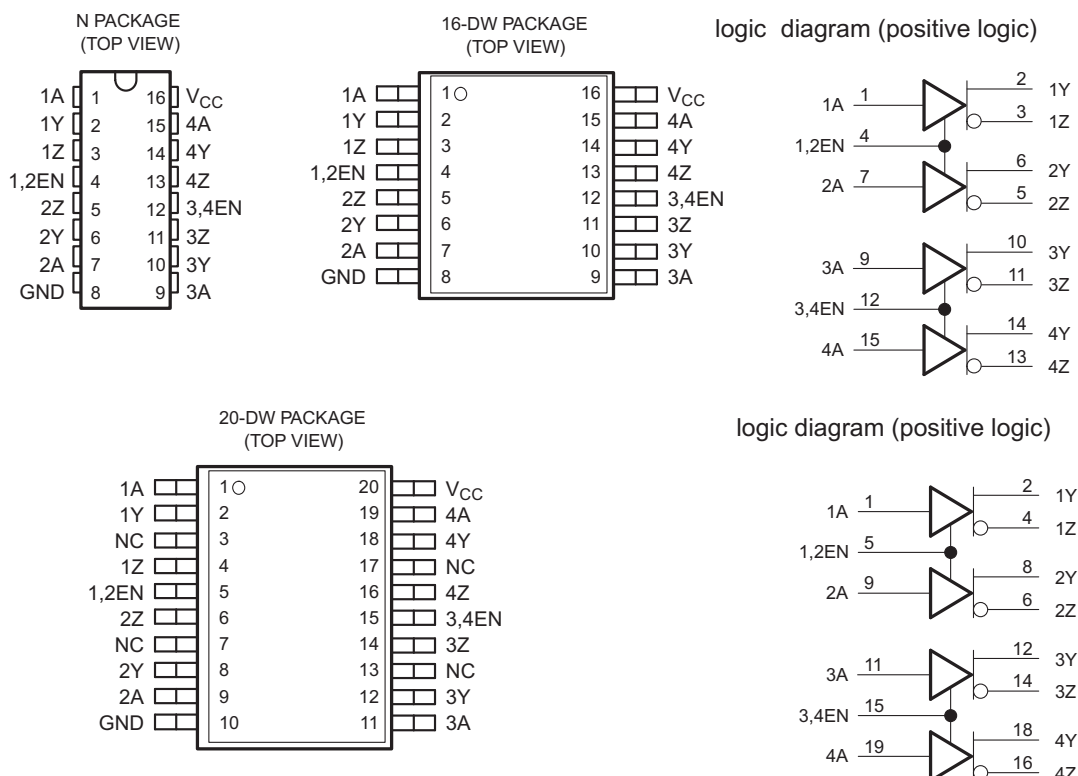 N PACKAGE
(TOP VIEW)
1A 1 16 VCC
1Y 2 15 4A
1Z 3 14 4Y
1,2EN 4 13 4Z
2Z 5 12 3,4EN
2Y 6 11 3Z
2A 7 10 3Y
GND 8 9 3A
16-DW PACKAGE
(TOP VIEW)
1A 1 16 VCC
1Y 2 15 4A
1Z 3 14 4Y
1,2EN 4 13 4Z
2Z 5 12 3,4EN
2Y 6 11 3Z
2A 7 10 3Y
GND 8 9 3A
logic diagram (positive logic)
2 1Y
1A 1
3 1Z
1,2EN 4
6 2Y
2A 7
5 2Z
10 3Y
3A 9
11 3Z
3,4EN 12
14 4Y
4A 15
13 4Z
20-DW PACKAGE
(TOP VIEW)
1A 1 20 VCC
1Y 2 19 4A
NC 3 18 4Y
1Z 4 17 NC
1,2EN 5 16 4Z
2Z 6 15 3,4EN
NC 7 14 3Z
2Y 8 13 NC
2A 9 12 3Y
GND 10 11 3A
logic diagram (positive logic)
2 1Y
1A 1
4 1Z
1,2EN 5
8 2Y
2A 9
6 2Z
12 3Y
3A 11
14 3Z
3,4EN 15
18 4Y
4A 19
16 4Z